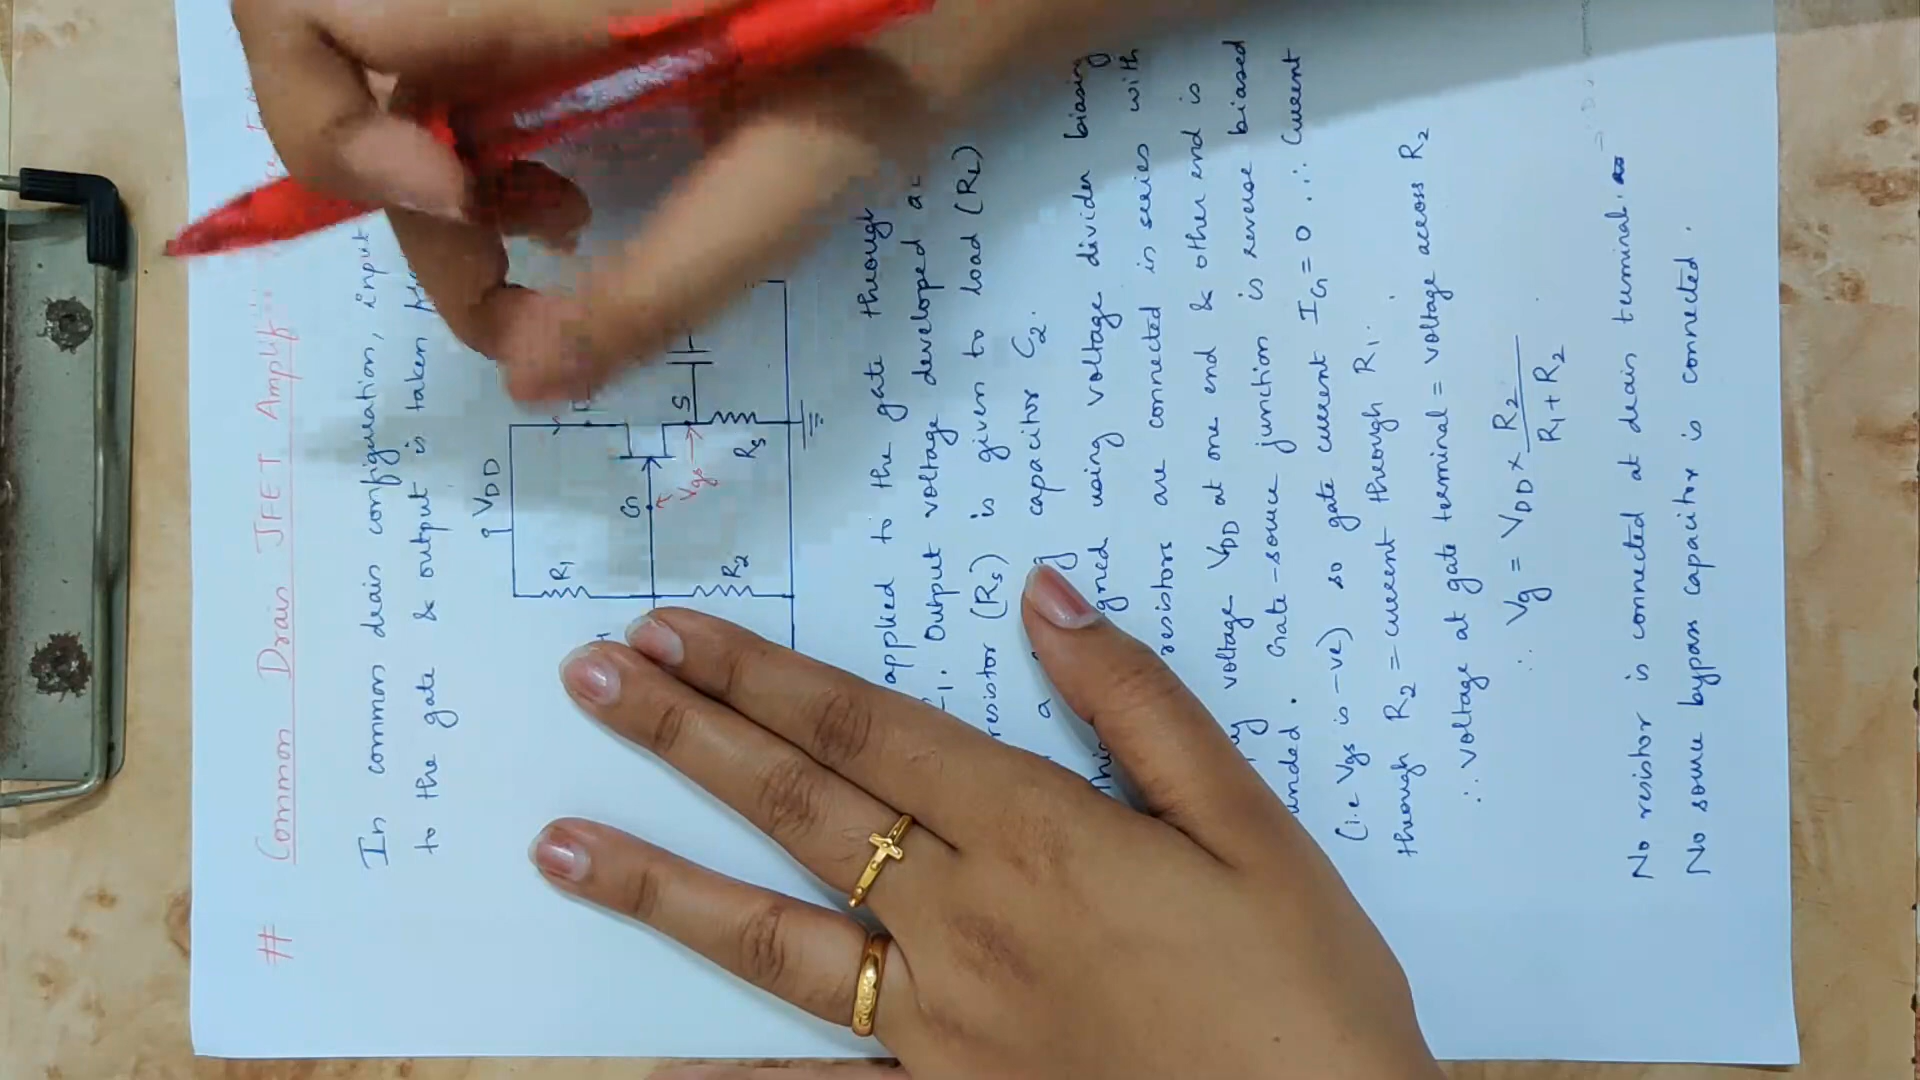 # Common Drain JFET Amplifi
In common drain configuration, input
to the gate & output is taken
VDD
R1
G
Vgs
S
R2
Rs
applied to the gate through
. Output voltage developed
resistor (Rs) is given to load (RL)
a capacitor C2.
using voltage divider biasing
resistors are connected in series with
voltage VDD at one end & other end is
. Gate-source junction is reverse biased
(i.e Vgs is -ve) so gate current IG = 0 ∴ Current
through R2 = current through R1.
∴ voltage at gate terminal = voltage across R2
∴ Vg = VDD × R2 / R1 + R2
No resistor is connected at drain terminal.
No source bypass capacitor is connected.